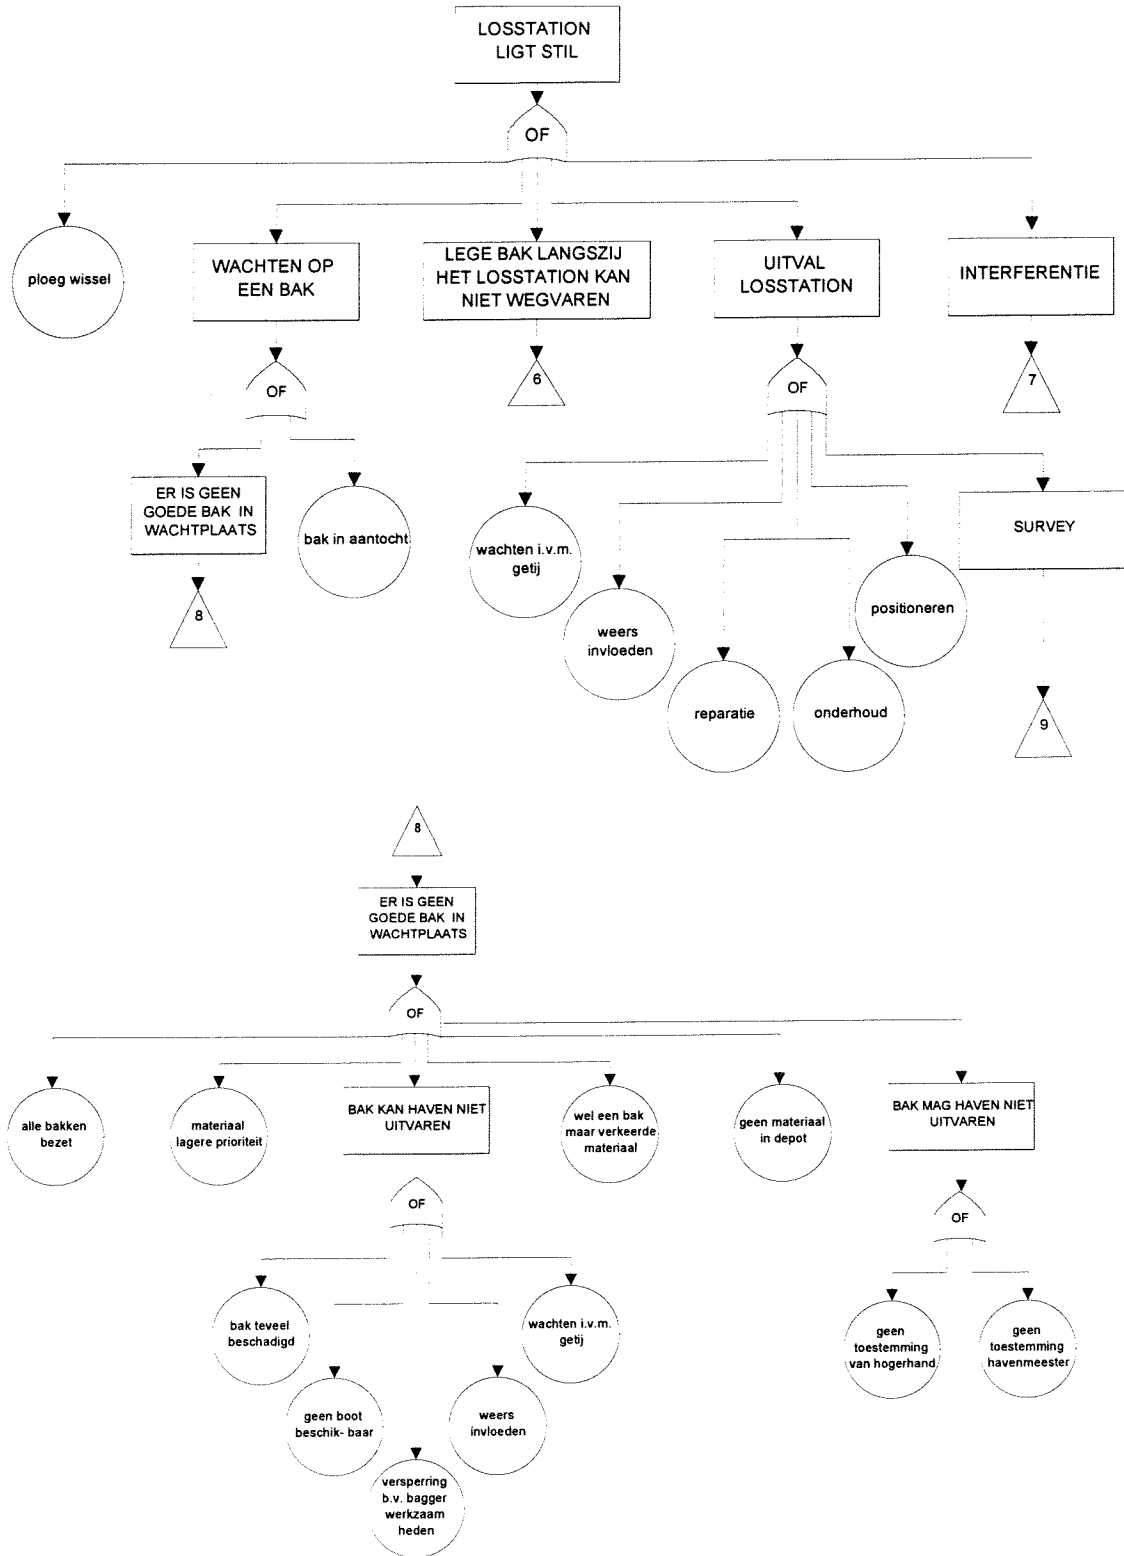 LOSSTATION
LIGT STIL
OF
ploeg wissel
WACHTEN OP
EEN BAK
LEGE BAK LANGSZIJ
HET LOSSTATION KAN
NIET WEGVAREN
UITVAL
LOSSTATION
INTERFERENTIE
OF
6
OF
7
ER IS GEEN
GOEDE BAK IN
WACHTPLAATS
bak in aantocht
wachten i.v.m.
getij
SURVEY
8
weers
invloeden
positioneren
reparatie
onderhoud
9
8
ER IS GEEN
GOEDE BAK IN
WACHTPLAATS
OF
alle bakken
bezet
materiaal
lagere prioriteit
BAK KAN HAVEN NIET
UITVAREN
wel een bak
maar verkeerde
materiaal
geen materiaal
in depot
BAK MAG HAVEN NIET
UITVAREN
OF
OF
bak teveel
beschadigd
wachten i.v.m.
getij
geen
toestemming
van hogerhand
geen
toestemming
havenmeester
geen boot
beschik- baar
weers
invloeden
versperring
b.v. bagger
werkzaam
heden